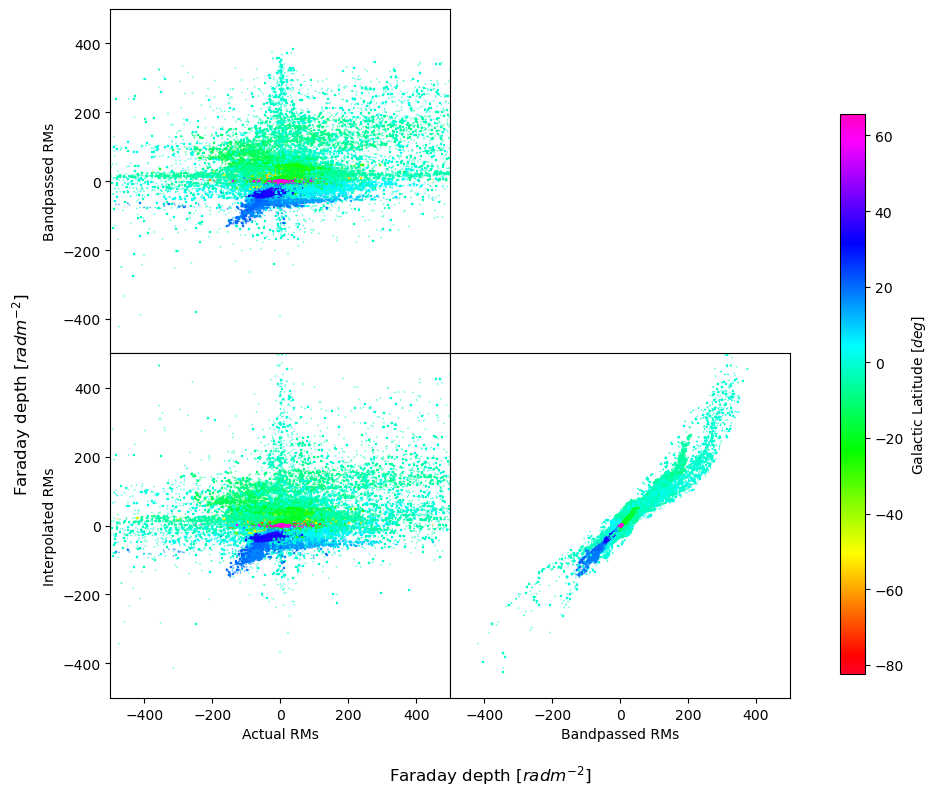 400
200
0
−200
−400
Bandpassed RMs
400
200
0
−200
−400
Interpolated RMs
Faraday depth [radm⁻²]
−400 −200 0 200 400
Actual RMs
−400 −200 0 200 400
Bandpassed RMs
Faraday depth [radm⁻²]
60
40
20
0
−20
−40
−60
−80
Galactic Latitude [deg]